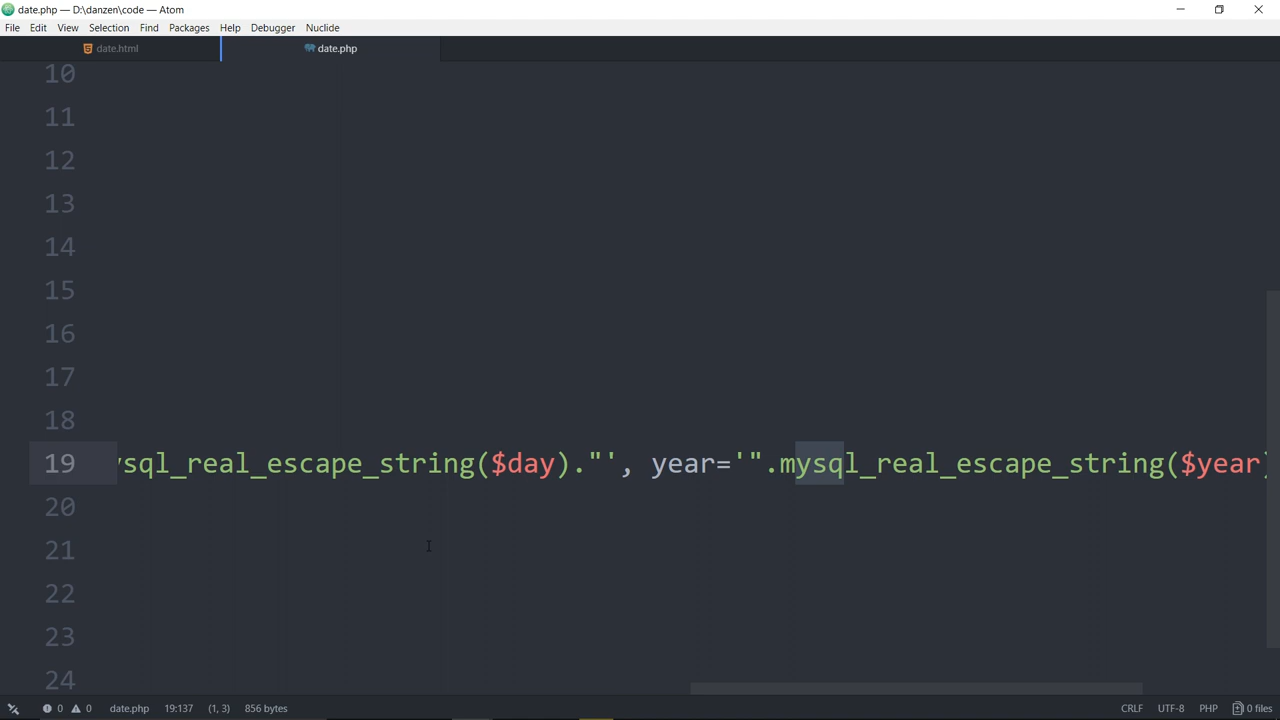 date.php — D:\danzen\code — Atom
File Edit View Selection Find Packages Help Debugger Nuclide
date.html date.php
10
11
12
13
14
15
16
17
18
19 ysql_real_escape_string($day)."', year='".mysql_real_escape_string($year)
20
21
22
23
24
0 0 date.php 19:137 (1, 3) 856 bytes CRLF UTF-8 PHP 0 files